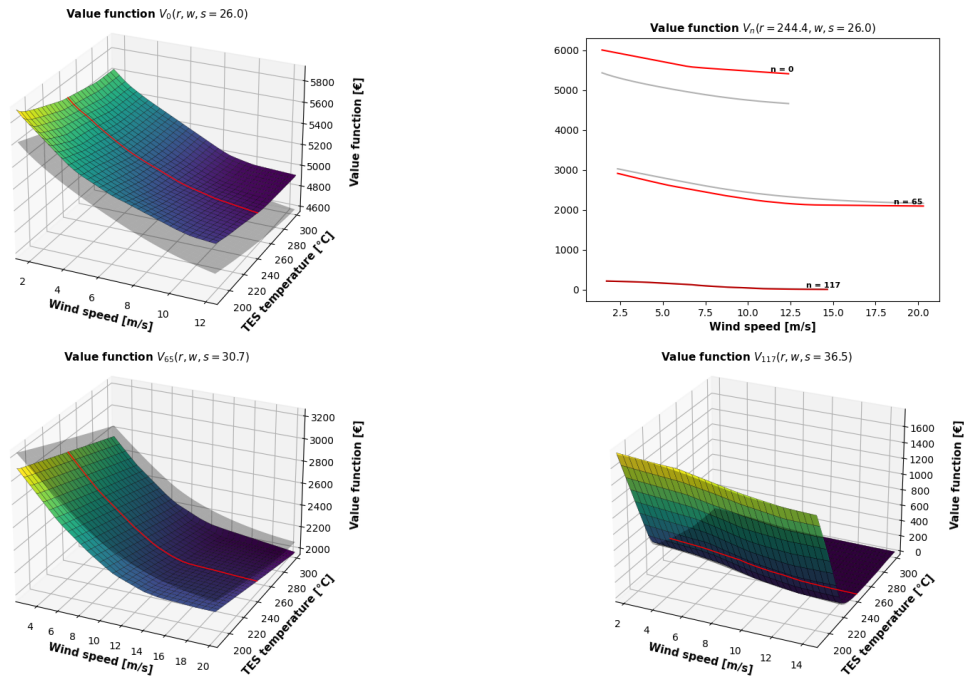 Value function V₀(r, w, s = 26.0)
5800
5600
5400
5200
5000
4800
4600
Value function [€]
300
280
260
240
220
200
TES temperature [°C]
2 4 6 8 10 12
Wind speed [m/s]
Value function Vₙ(r = 244.4, w, s = 26.0)
6000
5000
4000
3000
2000
1000
0
n = 0
n = 65
n = 117
2.5 5.0 7.5 10.0 12.5 15.0 17.5 20.0
Wind speed [m/s]
Value function V₆₅(r, w, s = 30.7)
3200
3000
2800
2600
2400
2200
2000
Value function [€]
300
280
260
240
220
200
TES temperature [°C]
4 6 8 10 12 14 16 18 20
Wind speed [m/s]
Value function V₁₁₇(r, w, s = 36.5)
1600
1400
1200
1000
800
600
400
200
0
Value function [€]
300
280
260
240
220
200
TES temperature [°C]
2 4 6 8 10 12 14
Wind speed [m/s]